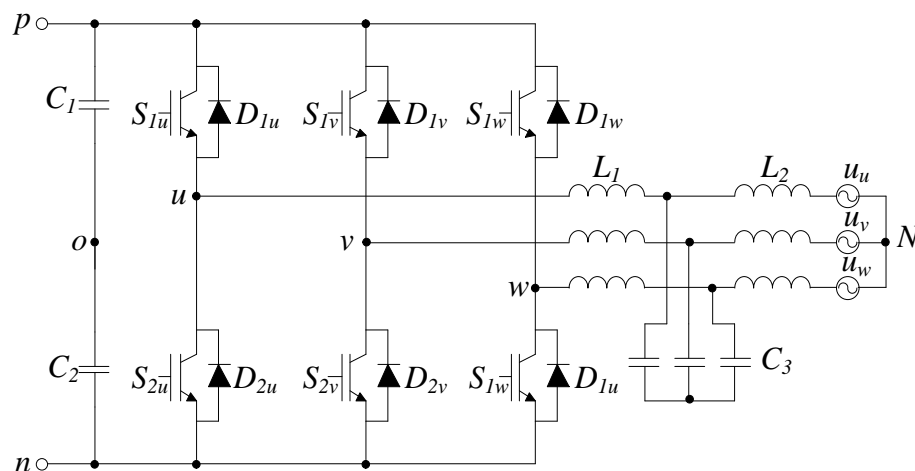 p
C1 S1u D1u S1v D1v S1w D1w
L1 L2 uu
u
uv
o v N
uw
w
C2 S2u D2u S2v D2v S1w D1u C3
n